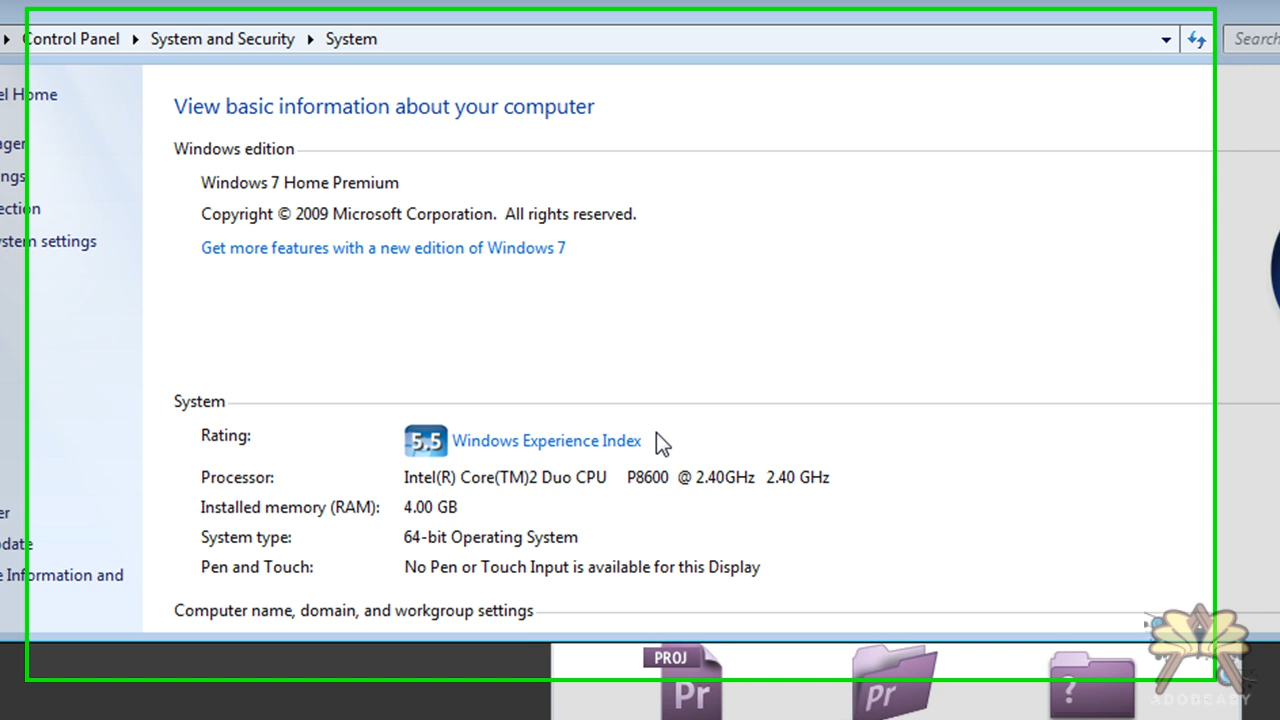 Control Panel System and Security System
Search
el Home
ager
ngs
ection
ystem settings
er
pdate
e Information and
View basic information about your computer
Windows edition
Windows 7 Home Premium
Copyright © 2009 Microsoft Corporation. All rights reserved.
Get more features with a new edition of Windows 7
System
Rating: 5.5 Windows Experience Index
Processor: Intel(R) Core(TM)2 Duo CPU P8600 @ 2.40GHz 2.40 GHz
Installed memory (RAM): 4.00 GB
System type: 64-bit Operating System
Pen and Touch: No Pen or Touch Input is available for this Display
Computer name, domain, and workgroup settings
PROJ
Pr
Pr
?
ADOBEASY